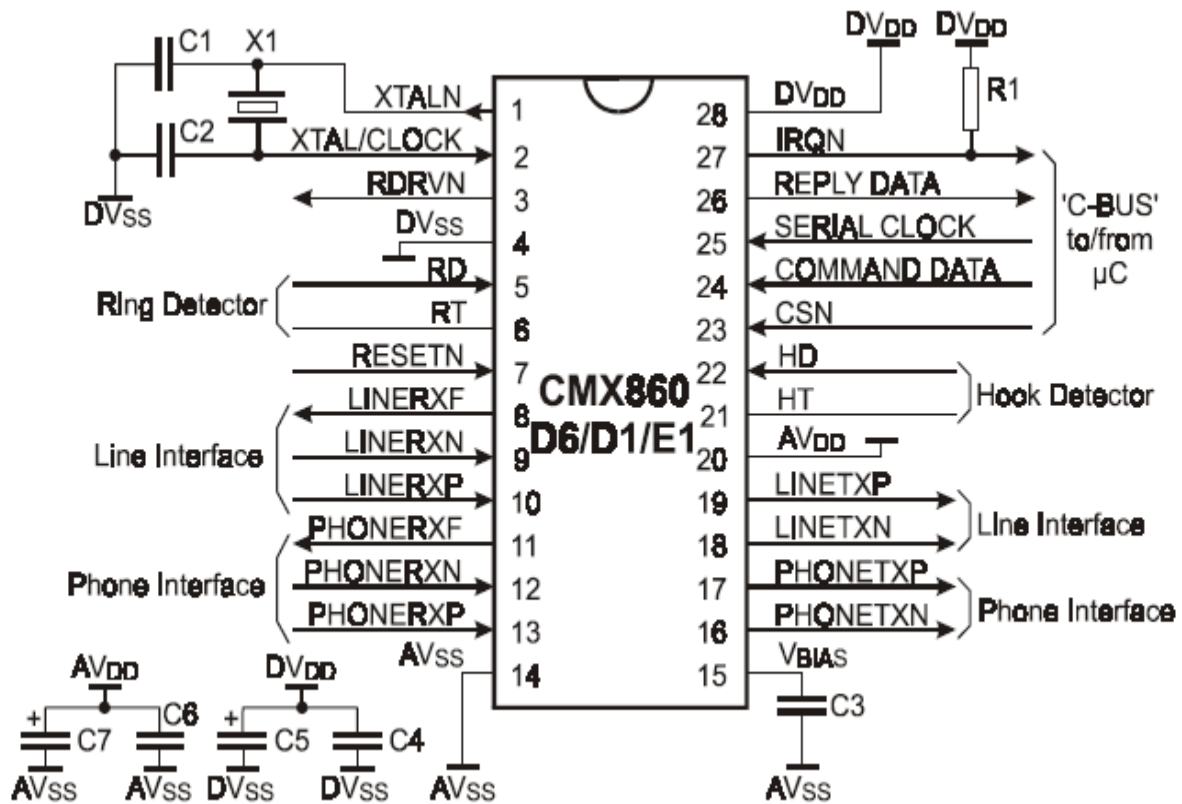 DVDD DVDD
C1 X1
R1
XTALN 1 28 DVDD
C2
XTAL/CLOCK 2 27 IRQN
RDRVN 3 26 REPLY DATA
DVSS
DVSS 4 25 SERIAL CLOCK
'C-BUS'
to/from
µC
RD 5 24 COMMAND DATA
Ring Detector
RT 6 23 CSN
RESETN 7 22 HD
CMX860
Hook Detector
LINERXF 8 21 HT
D6/D1/E1
LINERXN 9 20 AVDD
Line Interface
LINERXP 10 19 LINETXP
Line Interface
PHONERXF 11 18 LINETXN
PHONERXN 12 17 PHONETXP
Phone Interface
Phone Interface
PHONERXP 13 16 PHONETXN
AVSS 14 15 VBIAS
AVDD DVDD
C3
+ C7 C6 + C5 C4
AVSS AVSS DVSS DVSS AVSS AVSS